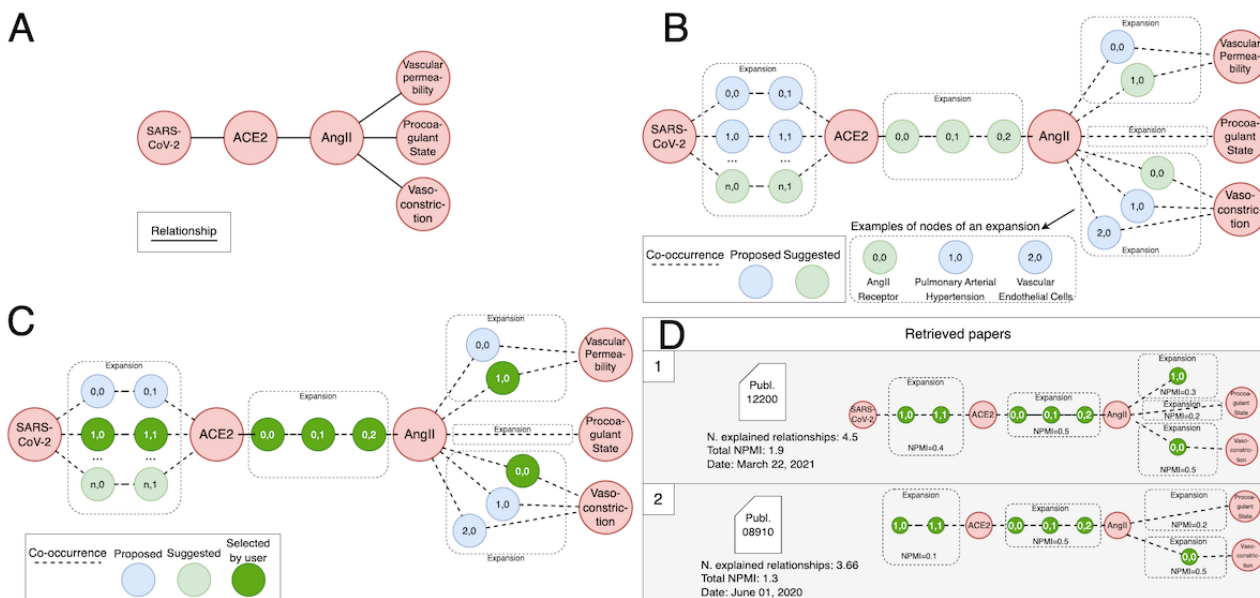 A
SARS-
CoV-2
ACE2
AngII
Vascular
permea-
bility
Procoa-
gulant
State
Vaso-
constric-
tion
Relationship
B
Expansion
SARS-
CoV-2
0,0
0,1
1,0
1,1
...
...
n,0
n,1
ACE2
Expansion
0,0
0,1
0,2
AngII
Expansion
0,0
1,0
Vascular
Permea-
bility
Expansion
Procoa-
gulant
State
0,0
1,0
2,0
Expansion
Vaso-
constric-
tion
Co-occurrence
Proposed
Suggested
Examples of nodes of an expansion
0,0
1,0
2,0
AngII
Receptor
Pulmonary Arterial
Hypertension
Vascular
Endothelial Cells
C
Expansion
SARS-
CoV-2
0,0
0,1
1,0
1,1
...
...
n,0
n,1
ACE2
Expansion
0,0
0,1
0,2
AngII
Expansion
0,0
1,0
Vascular
Permea-
bility
Expansion
Procoa-
gulant
State
0,0
1,0
2,0
Expansion
Vaso-
constric-
tion
Co-occurrence
Proposed
Suggested
Selected
by user
D
Retrieved papers
1
Publ.
12200
N. explained relationships: 4.5
Total NPMI: 1.9
Date: March 22, 2021
SARS-
CoV-2
Expansion
1,0
1,1
NPMI=0.4
ACE2
Expansion
0,0
0,1
0,2
NPMI=0.5
AngII
Expansion
1,0
NPMI=0.3
Expansion
NPMI=0.2
Procoa-
gulant
State
Expansion
0,0
NPMI=0.5
Vaso-
constric-
tion
2
Publ.
08910
N. explained relationships: 3.66
Total NPMI: 1.3
Date: June 01, 2020
Expansion
1,0
1,1
NPMI=0.1
ACE2
Expansion
0,0
0,1
0,2
NPMI=0.5
AngII
Expansion
NPMI=0.2
Procoa-
gulant
State
Expansion
0,0
NPMI=0.5
Vaso-
constric-
tion